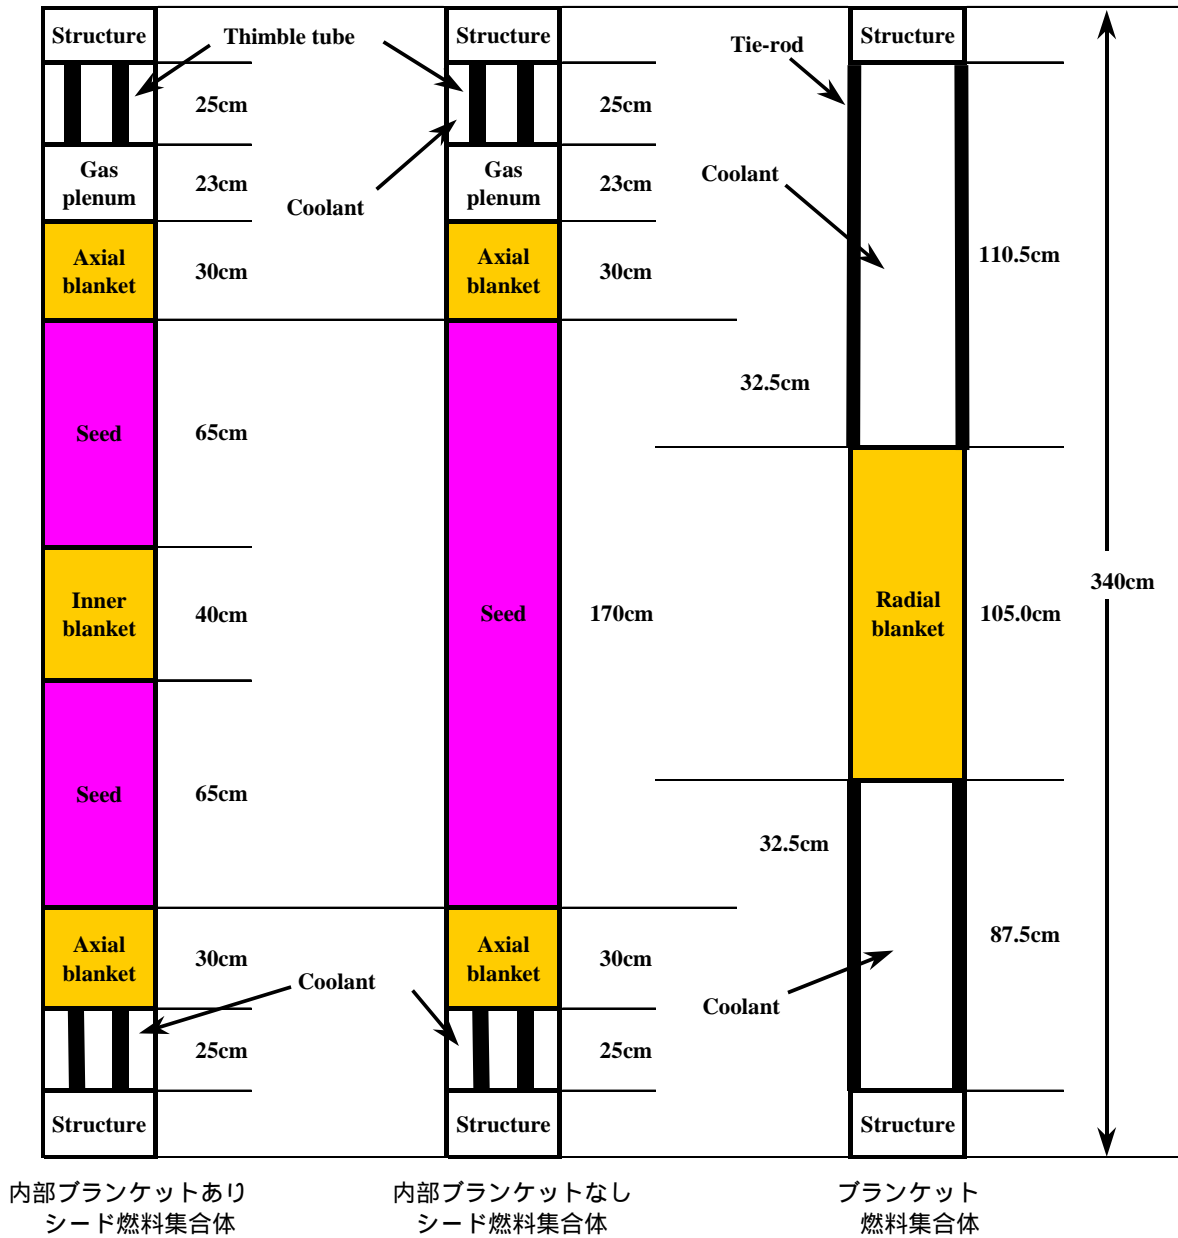 Structure
Thimble tube
Structure
Tie-rod
Structure
25cm
25cm
Gas
plenum
23cm
Coolant
Gas
plenum
23cm
Coolant
110.5cm
Axial
blanket
30cm
Axial
blanket
30cm
32.5cm
Seed
65cm
Inner
blanket
40cm
Seed
170cm
Radial
blanket
105.0cm
340cm
Seed
65cm
32.5cm
87.5cm
Axial
blanket
30cm
Coolant
Axial
blanket
30cm
Coolant
25cm
25cm
Structure
Structure
Structure
内部ブランケットあり
シード燃料集合体
内部ブランケットなし
シード燃料集合体
ブランケット
燃料集合体